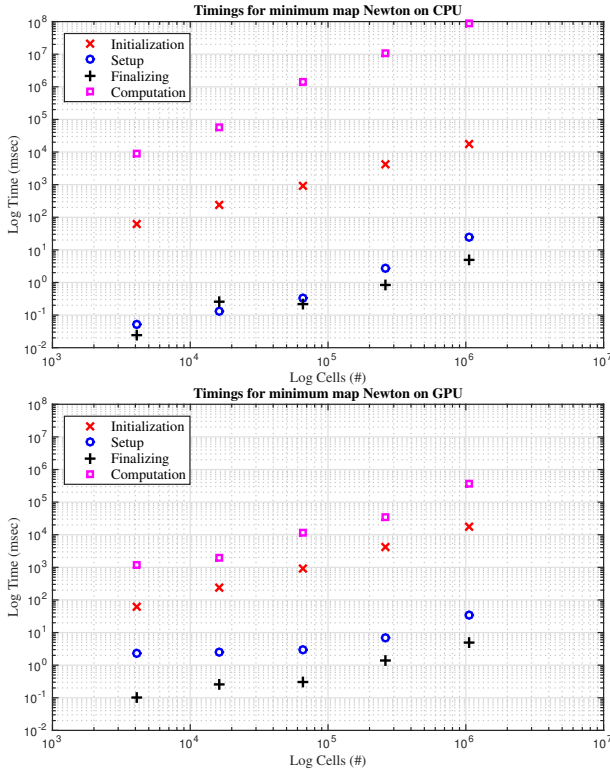 Timings for minimum map Newton on CPU
10^8
10^7
10^6
10^5
10^4
10^3
10^2
10^1
10^0
10^-1
10^-2
Log Time (msec)
Initialization
Setup
Finalizing
Computation
10^3 10^4 10^5 10^6 10^7
Log Cells (#)
Timings for minimum map Newton on GPU
10^8
10^7
10^6
10^5
10^4
10^3
10^2
10^1
10^0
10^-1
10^-2
Log Time (msec)
Initialization
Setup
Finalizing
Computation
10^3 10^4 10^5 10^6 10^7
Log Cells (#)